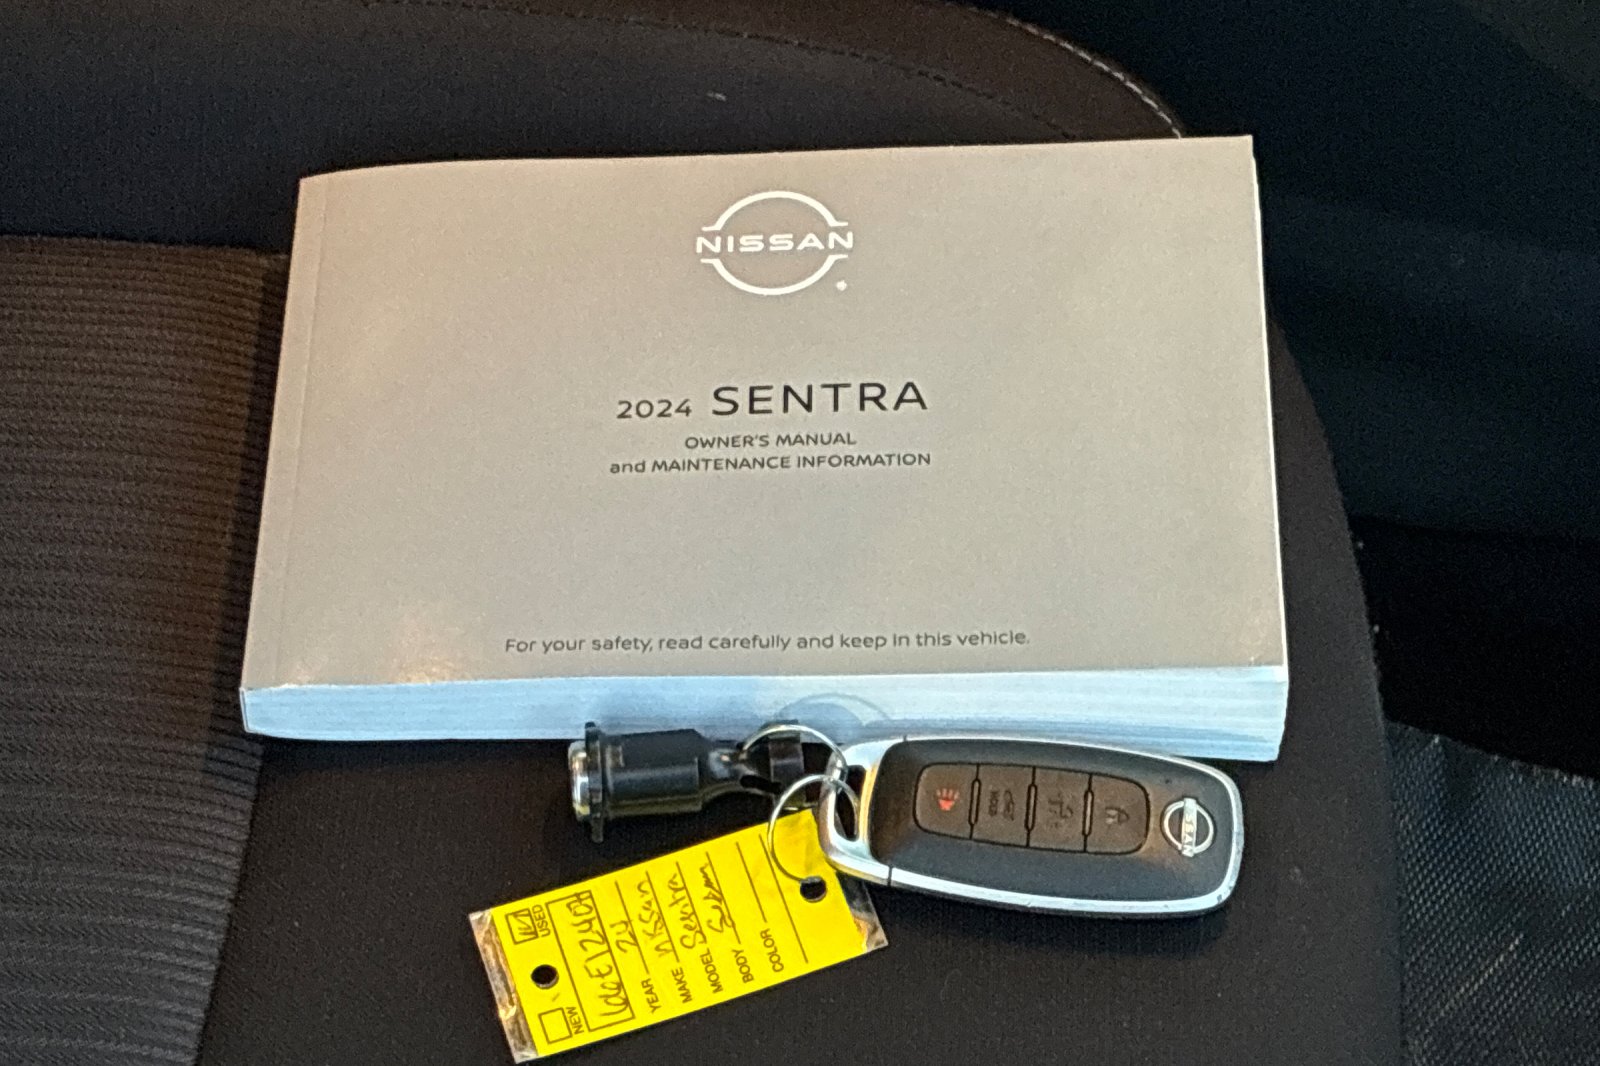 NISSAN
2024 SENTRA
OWNER'S MANUAL
and MAINTENANCE INFORMATION
For your safety, read carefully and keep in this vehicle.
NISSAN
NEW USED
YEAR 24
MAKE Nissan
MODEL Sentra
BODY Sedan
COLOR